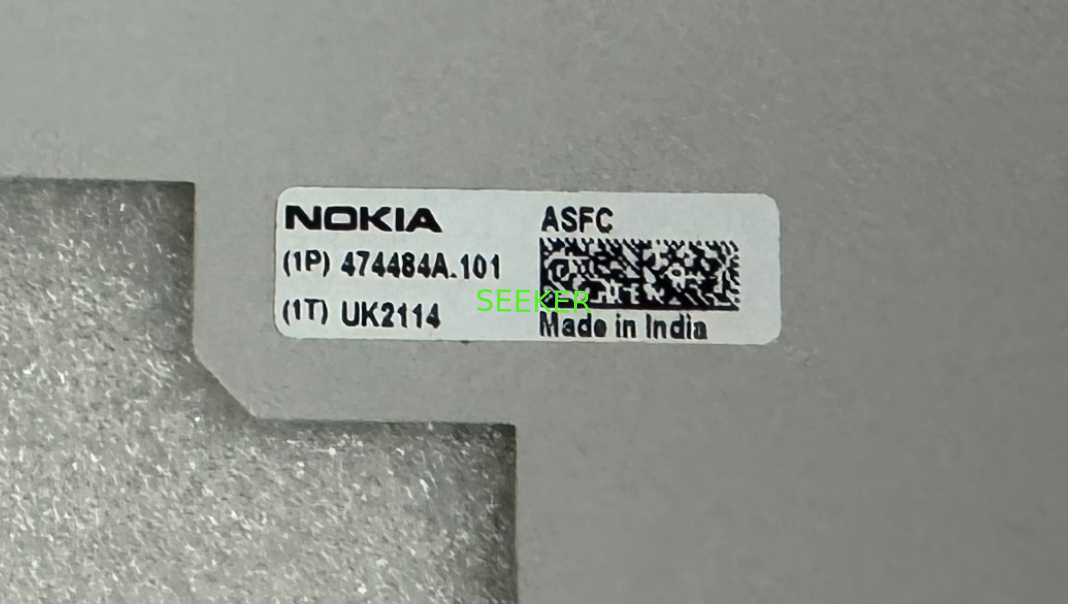 NOKIA
(1P) 474484A.101
(1T) UK2114
ASFC
Made in India
SEEKER